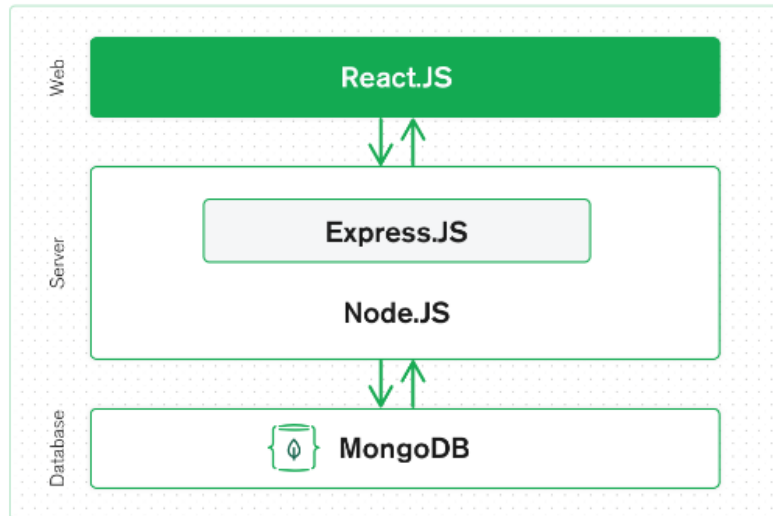 Web
React.JS
Server
Express.JS
Node.JS
Database
MongoDB